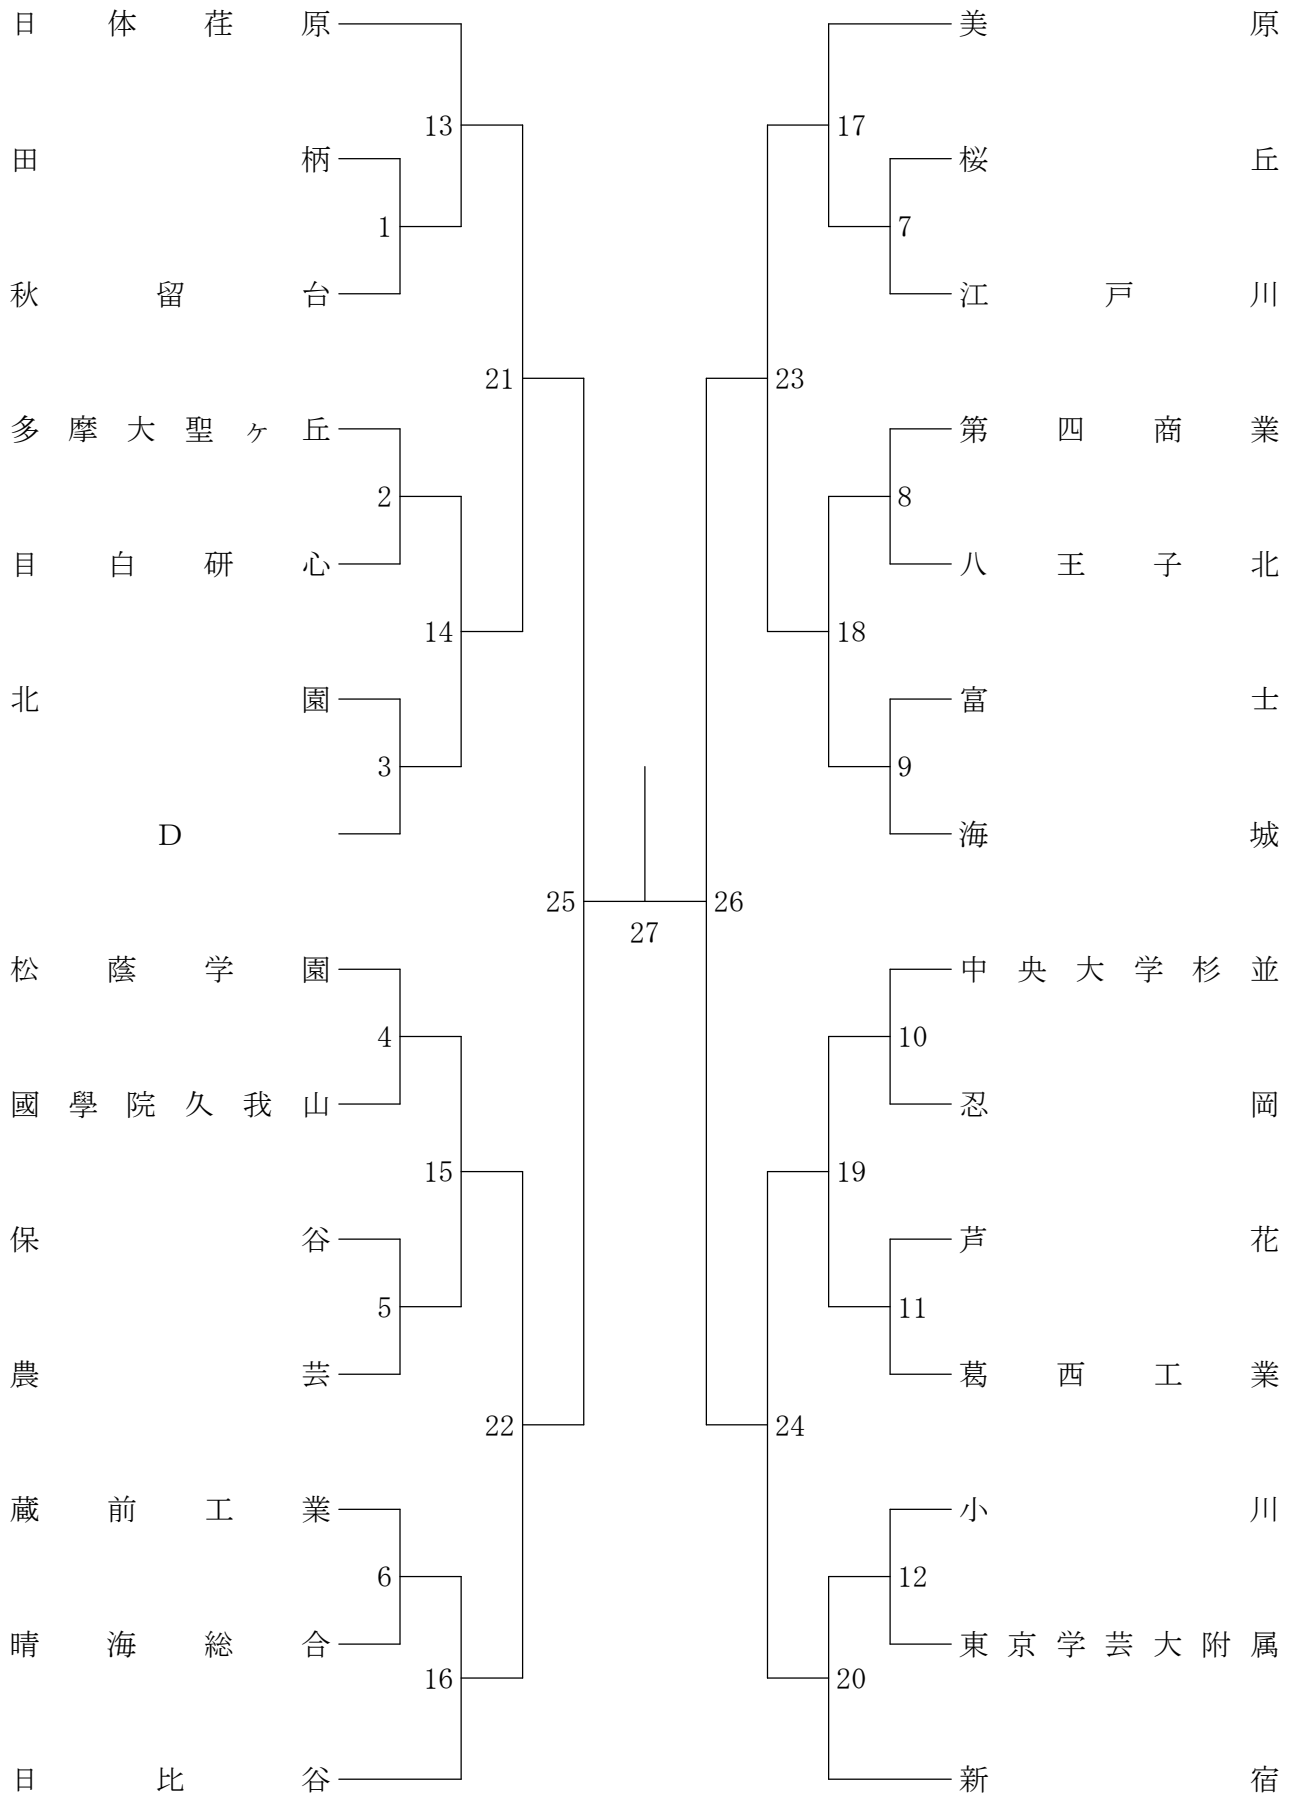 日体荏原
美原
13
17
田柄
桜丘
1
7
秋留台
江戸川
21
23
多摩大聖ヶ丘
第四商業
2
8
目白研心
八王子北
14
18
北園
富士
3
9
D
海城
25
26
27
松蔭学園
中央大学杉並
4
10
國學院久我山
忍岡
15
19
保谷
芦花
5
11
農芸
葛西工業
22
24
蔵前工業
小川
6
12
晴海総合
東京学芸大附属
16
20
日比谷
新宿